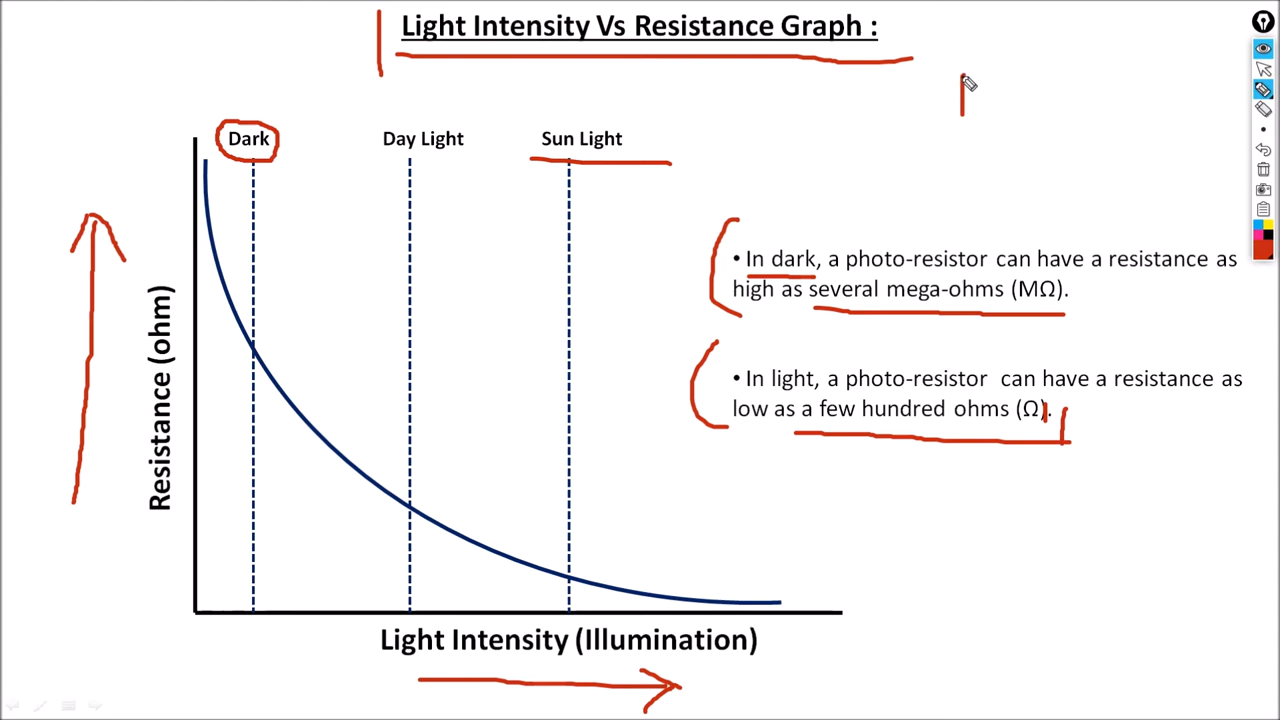 Light Intensity Vs Resistance Graph :
Dark
Day Light
Sun Light
• In dark, a photo-resistor can have a resistance as
high as several mega-ohms (MΩ).
• In light, a photo-resistor can have a resistance as
low as a few hundred ohms (Ω).
Resistance (ohm)
Light Intensity (Illumination)